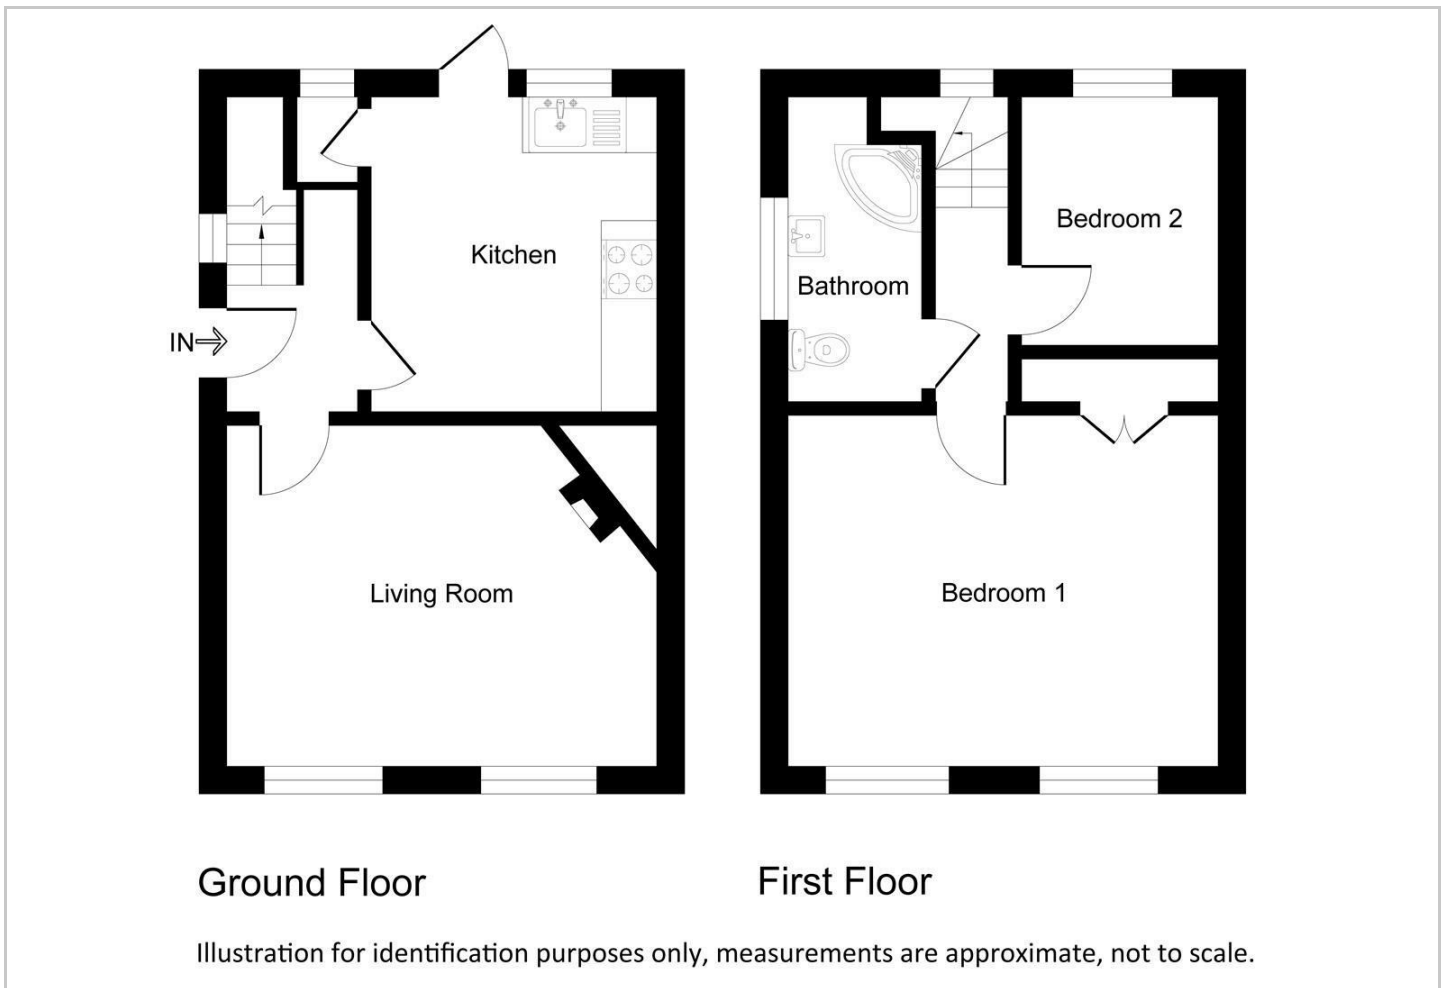 Kitchen
IN
Living Room
Bedroom 2
Bathroom
Bedroom 1
Ground Floor
First Floor
Illustration for identification purposes only, measurements are approximate, not to scale.